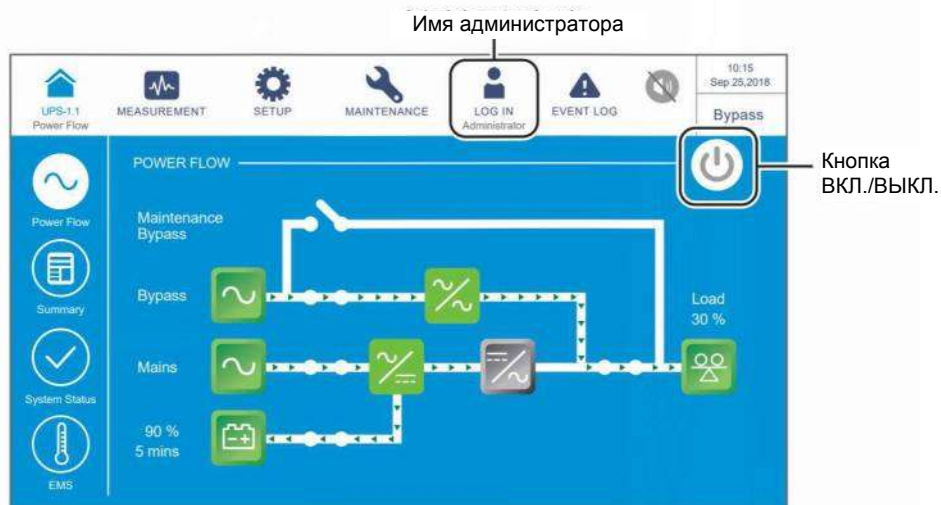 Имя администратора
10:15
Sep 25,2018
UPS-1.1
Power Flow
MEASUREMENT
SETUP
MAINTENANCE
LOG IN
Administrator
EVENT LOG
Bypass
POWER FLOW
Кнопка
ВКЛ./ВЫКЛ.
Power Flow
Maintenance
Bypass
Summary
Bypass
Load
30 %
System Status
Mains
90 %
5 mins
EMS